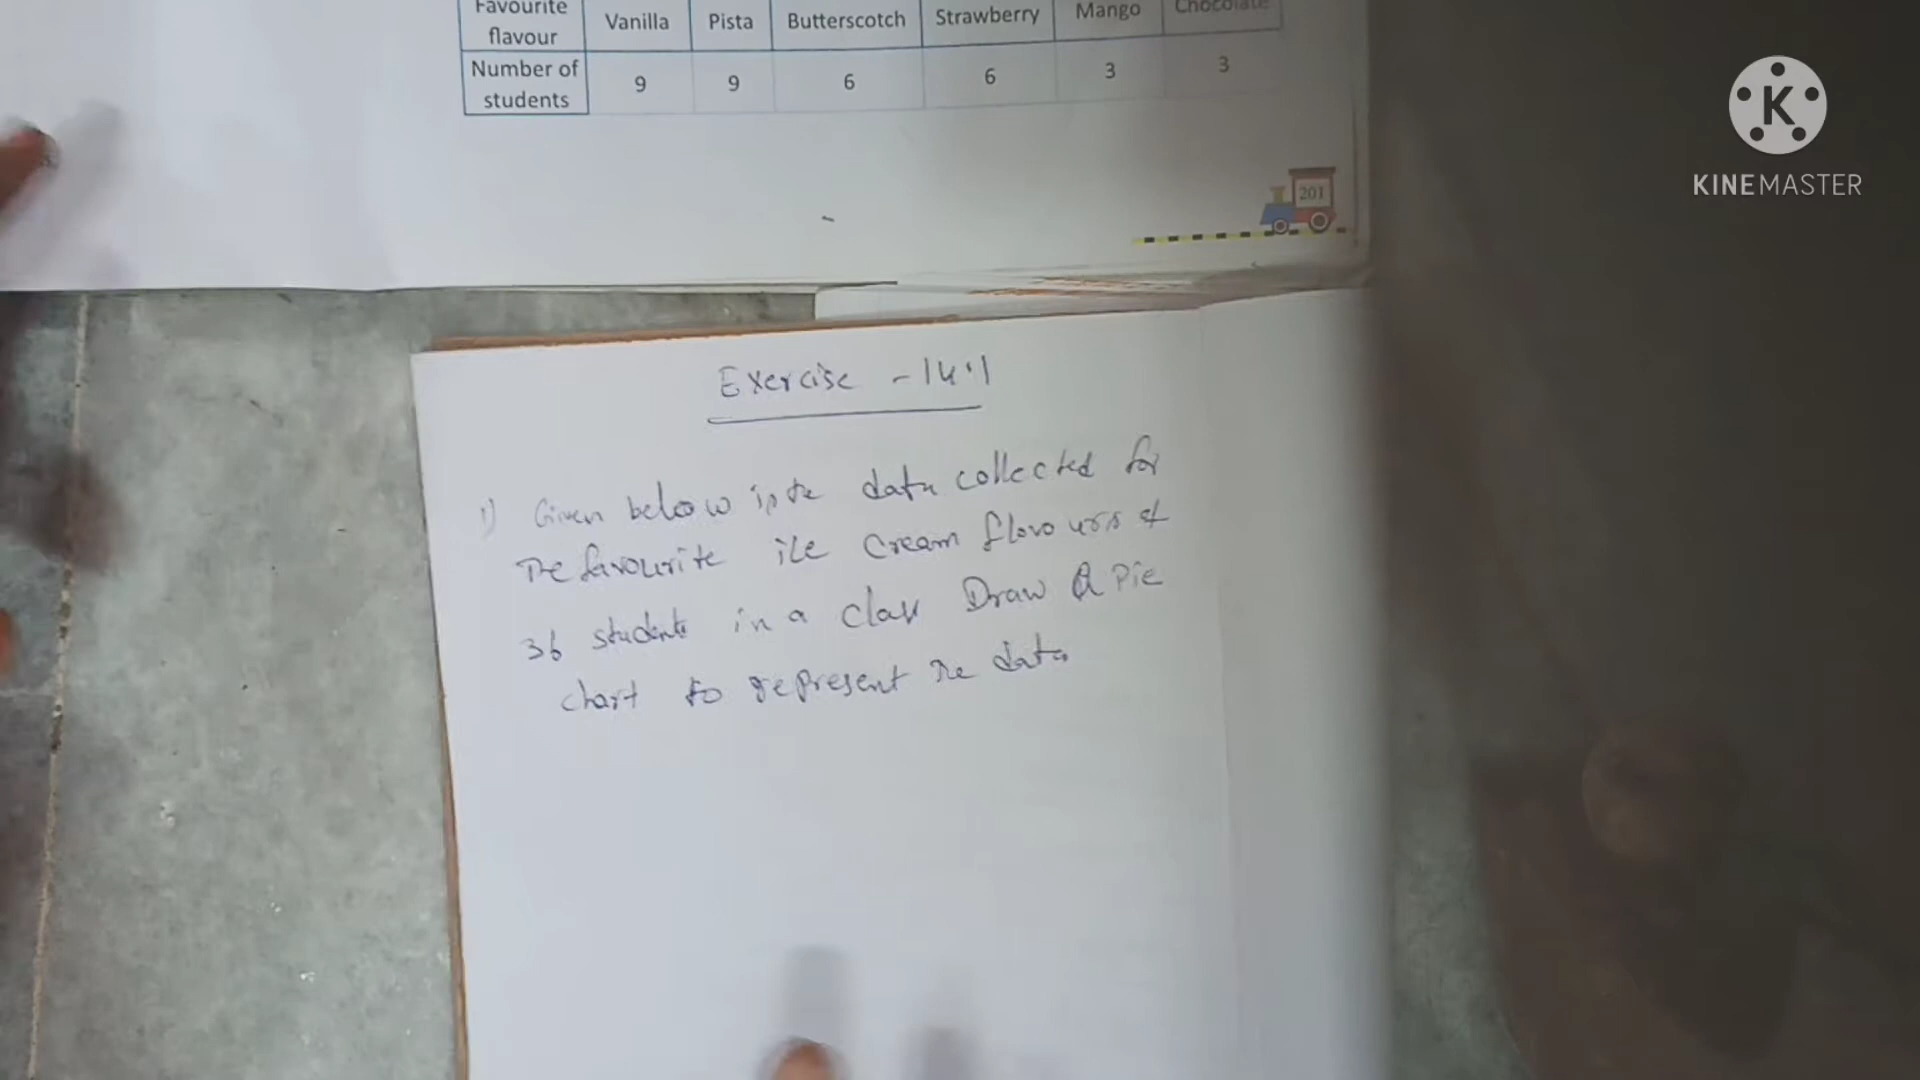 Favourite flavour Vanilla Pista Butterscotch Strawberry Mango Chocolate
Number of students 9 9 6 6 3 3
201
K
KINEMASTER
Exercise - 14.1
1) Given below is the data collected for
The favourite ice cream flavours of
36 students in a class Draw a Pie
chart to represent the data